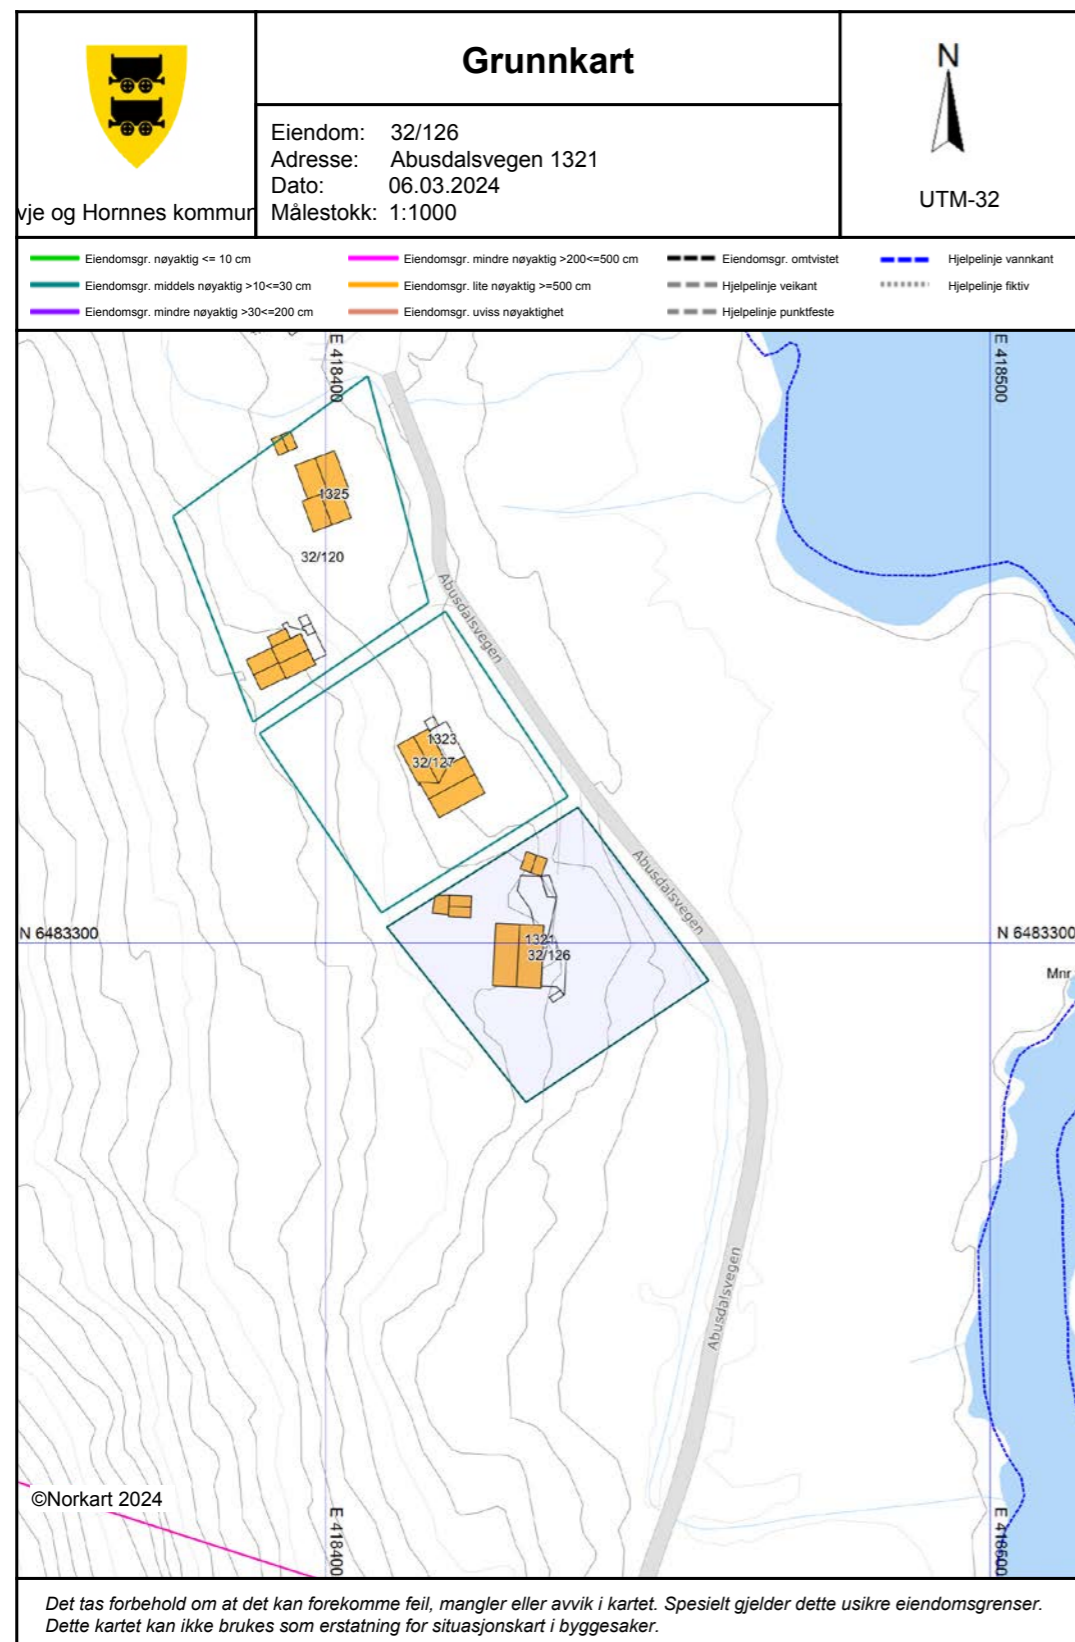 Grunnkart
Eiendom: 32/126
Adresse: Abusdalsvegen 1321
Dato: 06.03.2024
Målestokk: 1:1000
vje og Hornnes kommun
N
UTM-32
Eiendomsgr. nøyaktig <= 10 cm
Eiendomsgr. middels nøyaktig >10<=30 cm
Eiendomsgr. mindre nøyaktig >30<=200 cm
Eiendomsgr. mindre nøyaktig >200<=500 cm
Eiendomsgr. lite nøyaktig >=500 cm
Eiendomsgr. uviss nøyaktighet
Eiendomsgr. omtvistet
Hjelpelinje veikant
Hjelpelinje punktfeste
Hjelpelinje vannkant
Hjelpelinje fiktiv
E 418400
E 418500
1325
32/120
Abusdalsvegen
1323
32/127
Abusdalsvegen
N 6483300
1321
32/126
N 6483300
Mnr
Abusdalsvegen
©Norkart 2024
E 418400
E 418500
Det tas forbehold om at det kan forekomme feil, mangler eller avvik i kartet. Spesielt gjelder dette usikre eiendomsgrenser.
Dette kartet kan ikke brukes som erstatning for situasjonskart i byggesaker.